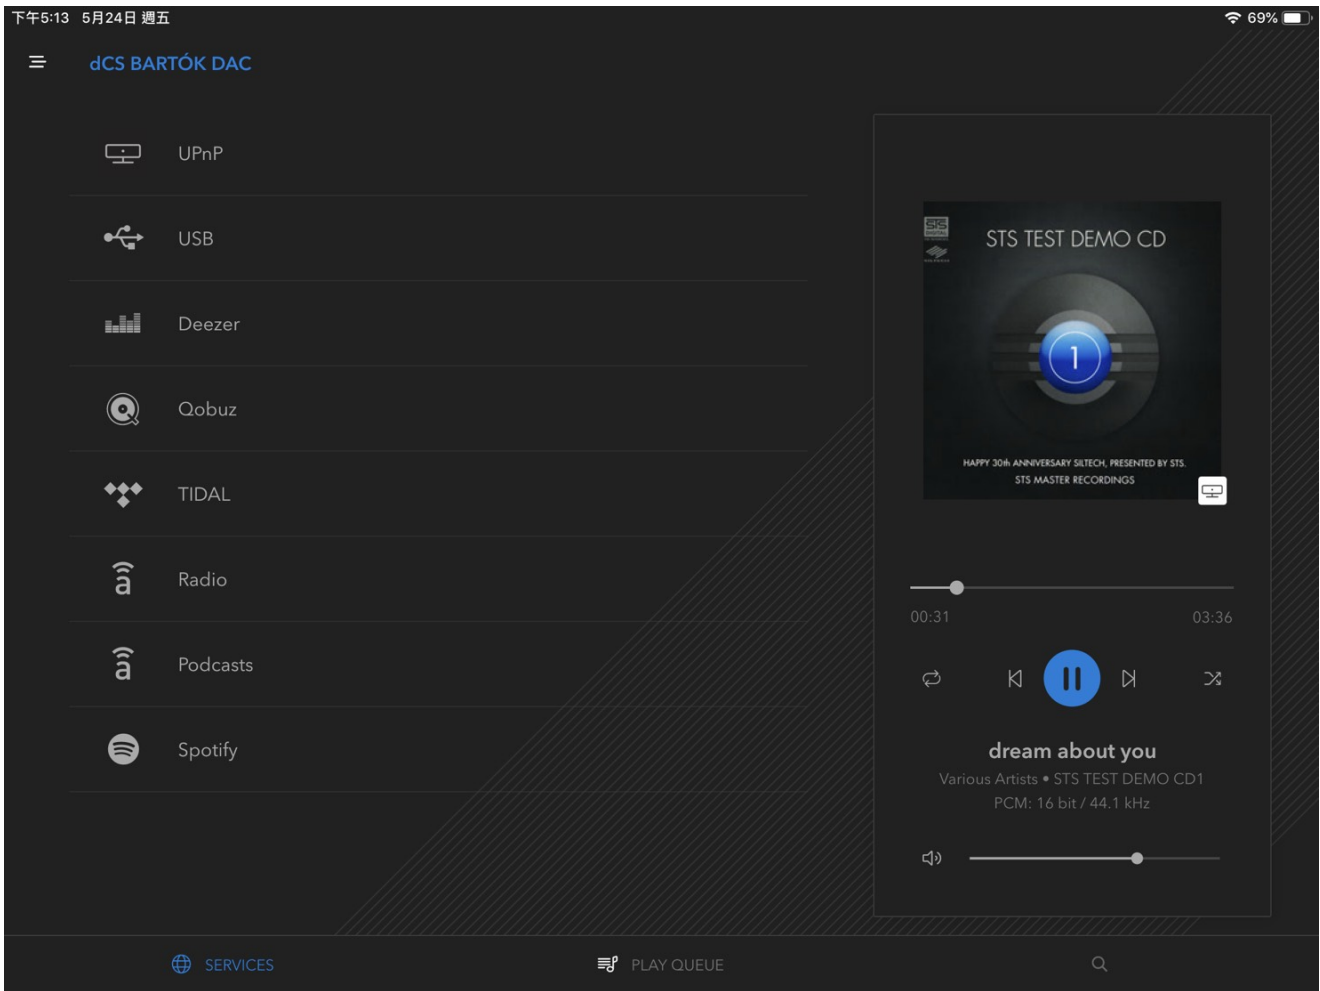 下午5:13 5月24日 週五
69%
dCS BARTÓK DAC
UPnP
USB
Deezer
Qobuz
TIDAL
Radio
Podcasts
Spotify
STS
DIGITAL
STS TEST DEMO CD
1
HAPPY 30th ANNIVERSARY SILTECH, PRESENTED BY STS.
STS MASTER RECORDINGS
00:31
03:36
dream about you
Various Artists • STS TEST DEMO CD1
PCM: 16 bit / 44.1 kHz
SERVICES
PLAY QUEUE